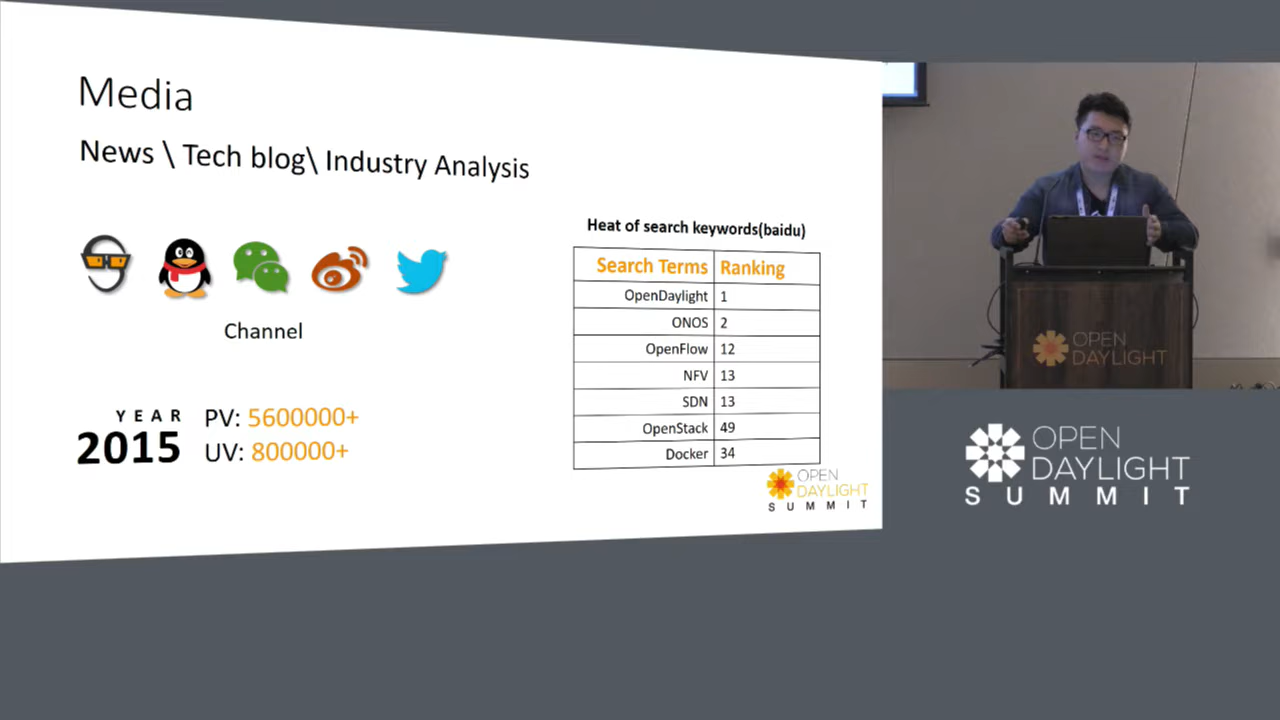 Media
News \ Tech blog\ Industry Analysis
Channel
YEAR
2015
PV: 5600000+
UV: 800000+
Heat of search keywords(baidu)
Search Terms Ranking
OpenDaylight 1
ONOS 2
OpenFlow 12
NFV 13
SDN 13
OpenStack 49
Docker 34
OPEN
DAYLIGHT
SUMMIT
OPEN
DAYLIGHT
OPEN
DAYLIGHT
SUMMIT